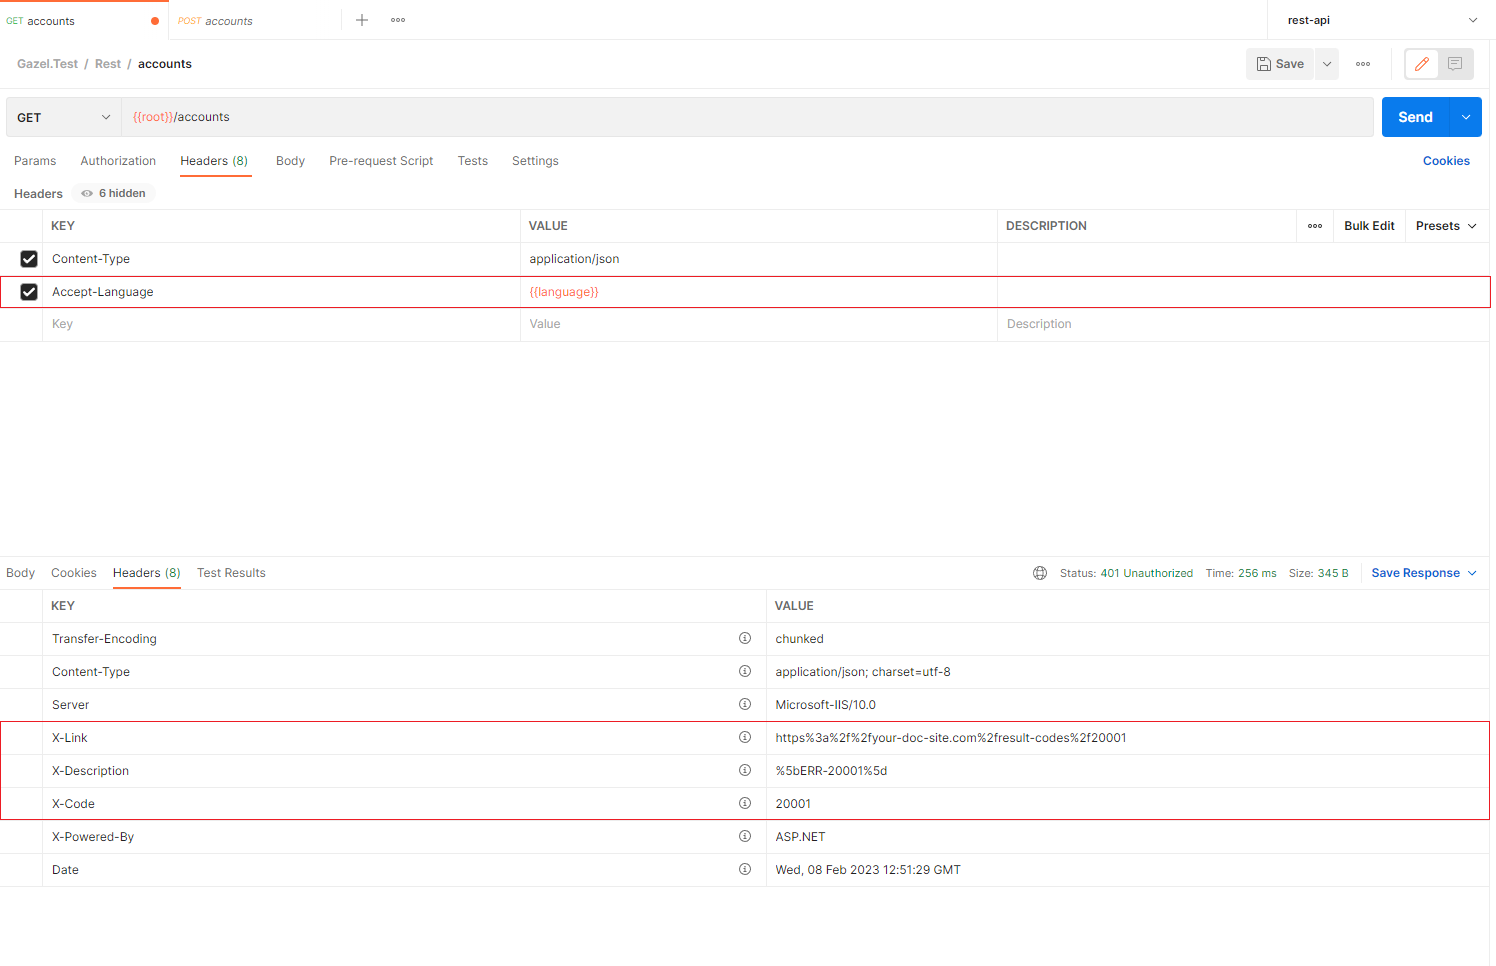 GET accounts
POST accounts
rest-api
Gazel.Test / Rest / accounts
Save
GET
{{root}}/accounts
Send
Params Authorization Headers (8) Body Pre-request Script Tests Settings
Cookies
Headers 6 hidden
KEY VALUE DESCRIPTION Bulk Edit Presets
Content-Type application/json
Accept-Language {{language}}
Key Value Description
Body Cookies Headers (8) Test Results
Status: 401 Unauthorized Time: 256 ms Size: 345 B Save Response
KEY VALUE
Transfer-Encoding chunked
Content-Type application/json; charset=utf-8
Server Microsoft-IIS/10.0
X-Link https%3a%2f%2fyour-doc-site.com%2fresult-codes%2f20001
X-Description %5bERR-20001%5d
X-Code 20001
X-Powered-By ASP.NET
Date Wed, 08 Feb 2023 12:51:29 GMT